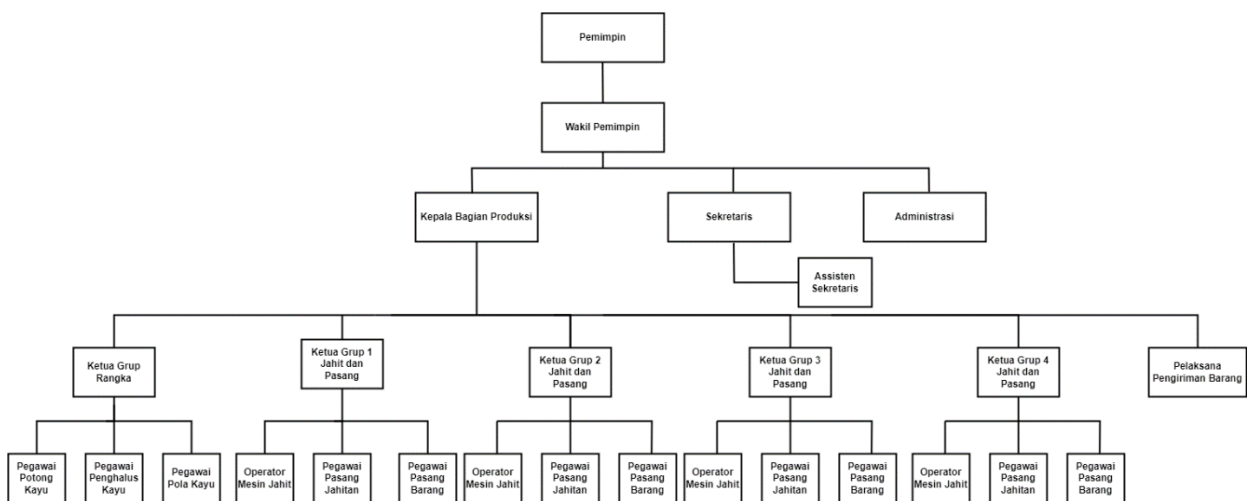 Pemimpin
Wakil Pemimpin
Kepala Bagian Produksi
Sekretaris
Administrasi
Assisten
Sekretaris
Ketua Grup
Rangka
Ketua Grup 1
Jahit dan
Pasang
Ketua Grup 2
Jahit dan
Pasang
Ketua Grup 3
Jahit dan
Pasang
Ketua Grup 4
Jahit dan
Pasang
Pelaksana
Pengiriman Barang
Pegawai
Potong
Kayu
Pegawai
Penghalus
Kayu
Pegawai
Pola Kayu
Operator
Mesin Jahit
Pegawai
Pasang
Jahitan
Pegawai
Pasang
Barang
Operator
Mesin Jahit
Pegawai
Pasang
Jahitan
Pegawai
Pasang
Barang
Operator
Mesin Jahit
Pegawai
Pasang
Jahitan
Pegawai
Pasang
Barang
Operator
Mesin Jahit
Pegawai
Pasang
Jahitan
Pegawai
Pasang
Barang